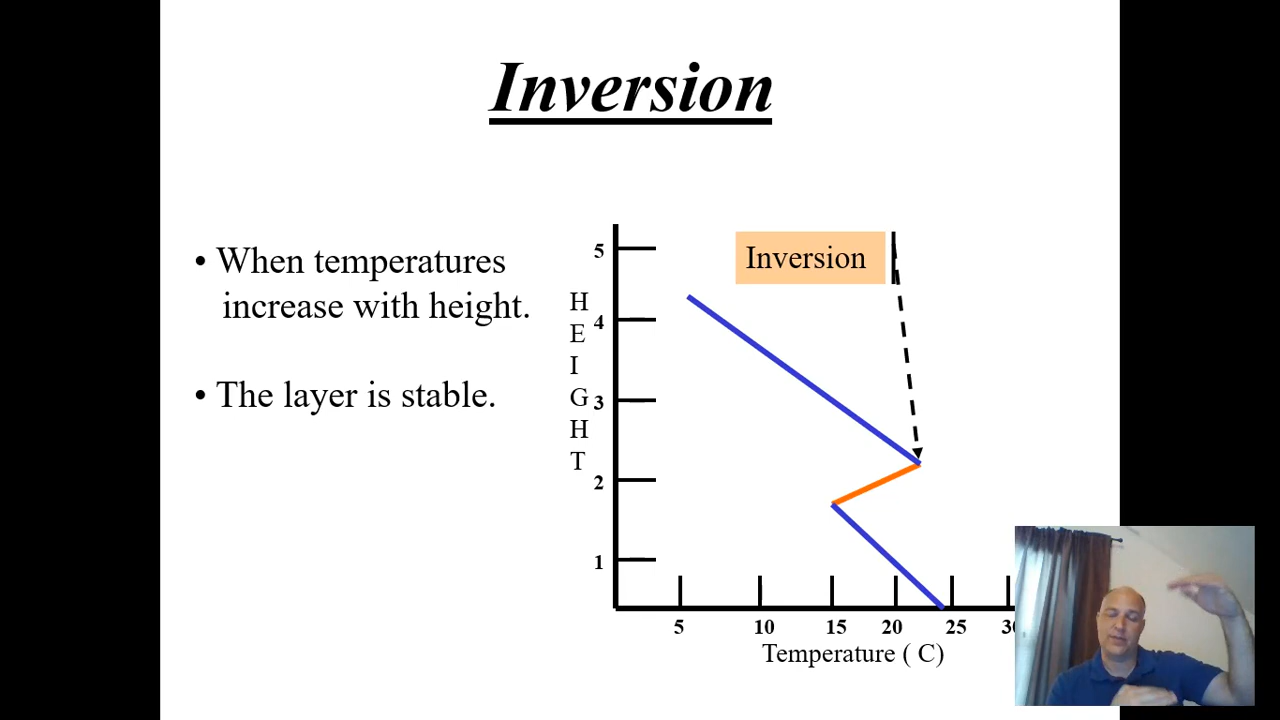 Inversion
• When temperatures
increase with height.
• The layer is stable.
Inversion
HEIGHT
5
4
3
2
1
5 10 15 20 25
Temperature ( C)